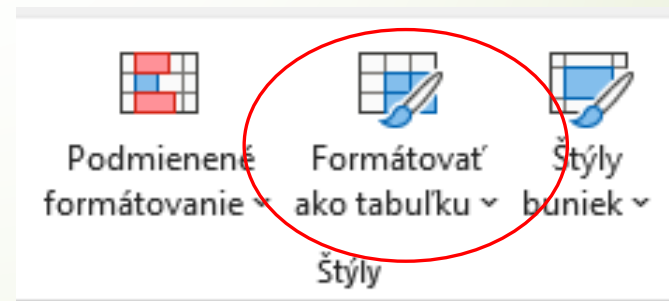 Podmienené
formátovanie
Formátovať
ako tabuľku
Štýly
buniek
Štýly